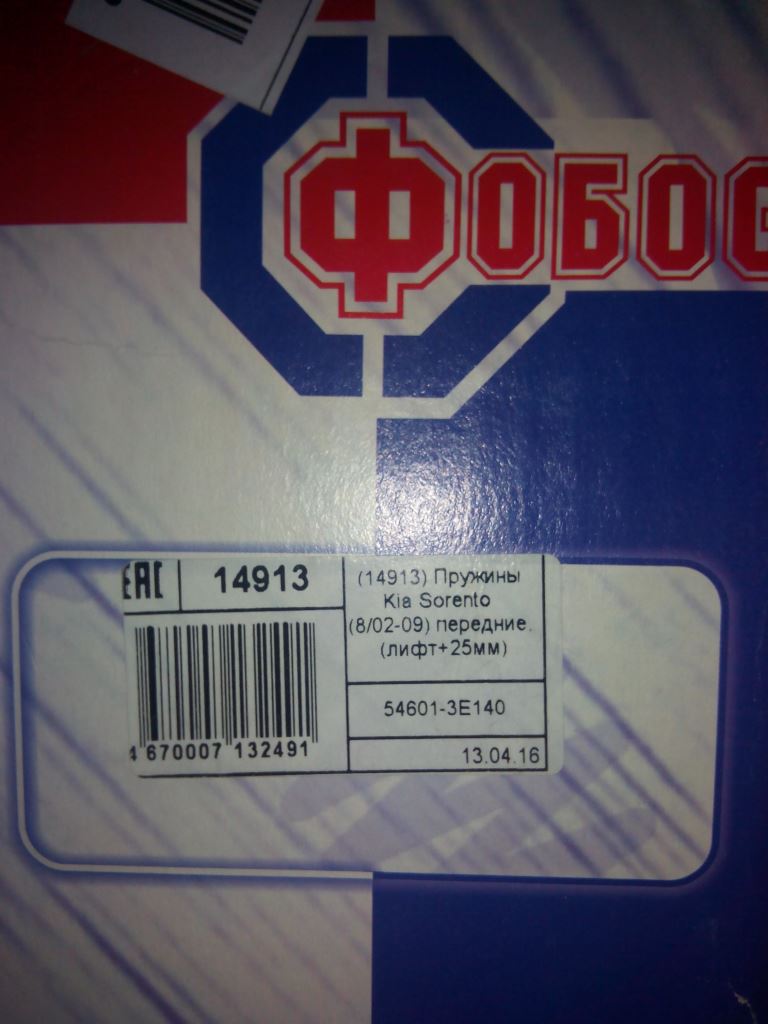 ФОБОС
EAC 14913
(14913) Пружины
Kia Sorento
(8/02-09) передние.
(лифт+25мм)
54601-3E140
4 670007 132491
13.04.16